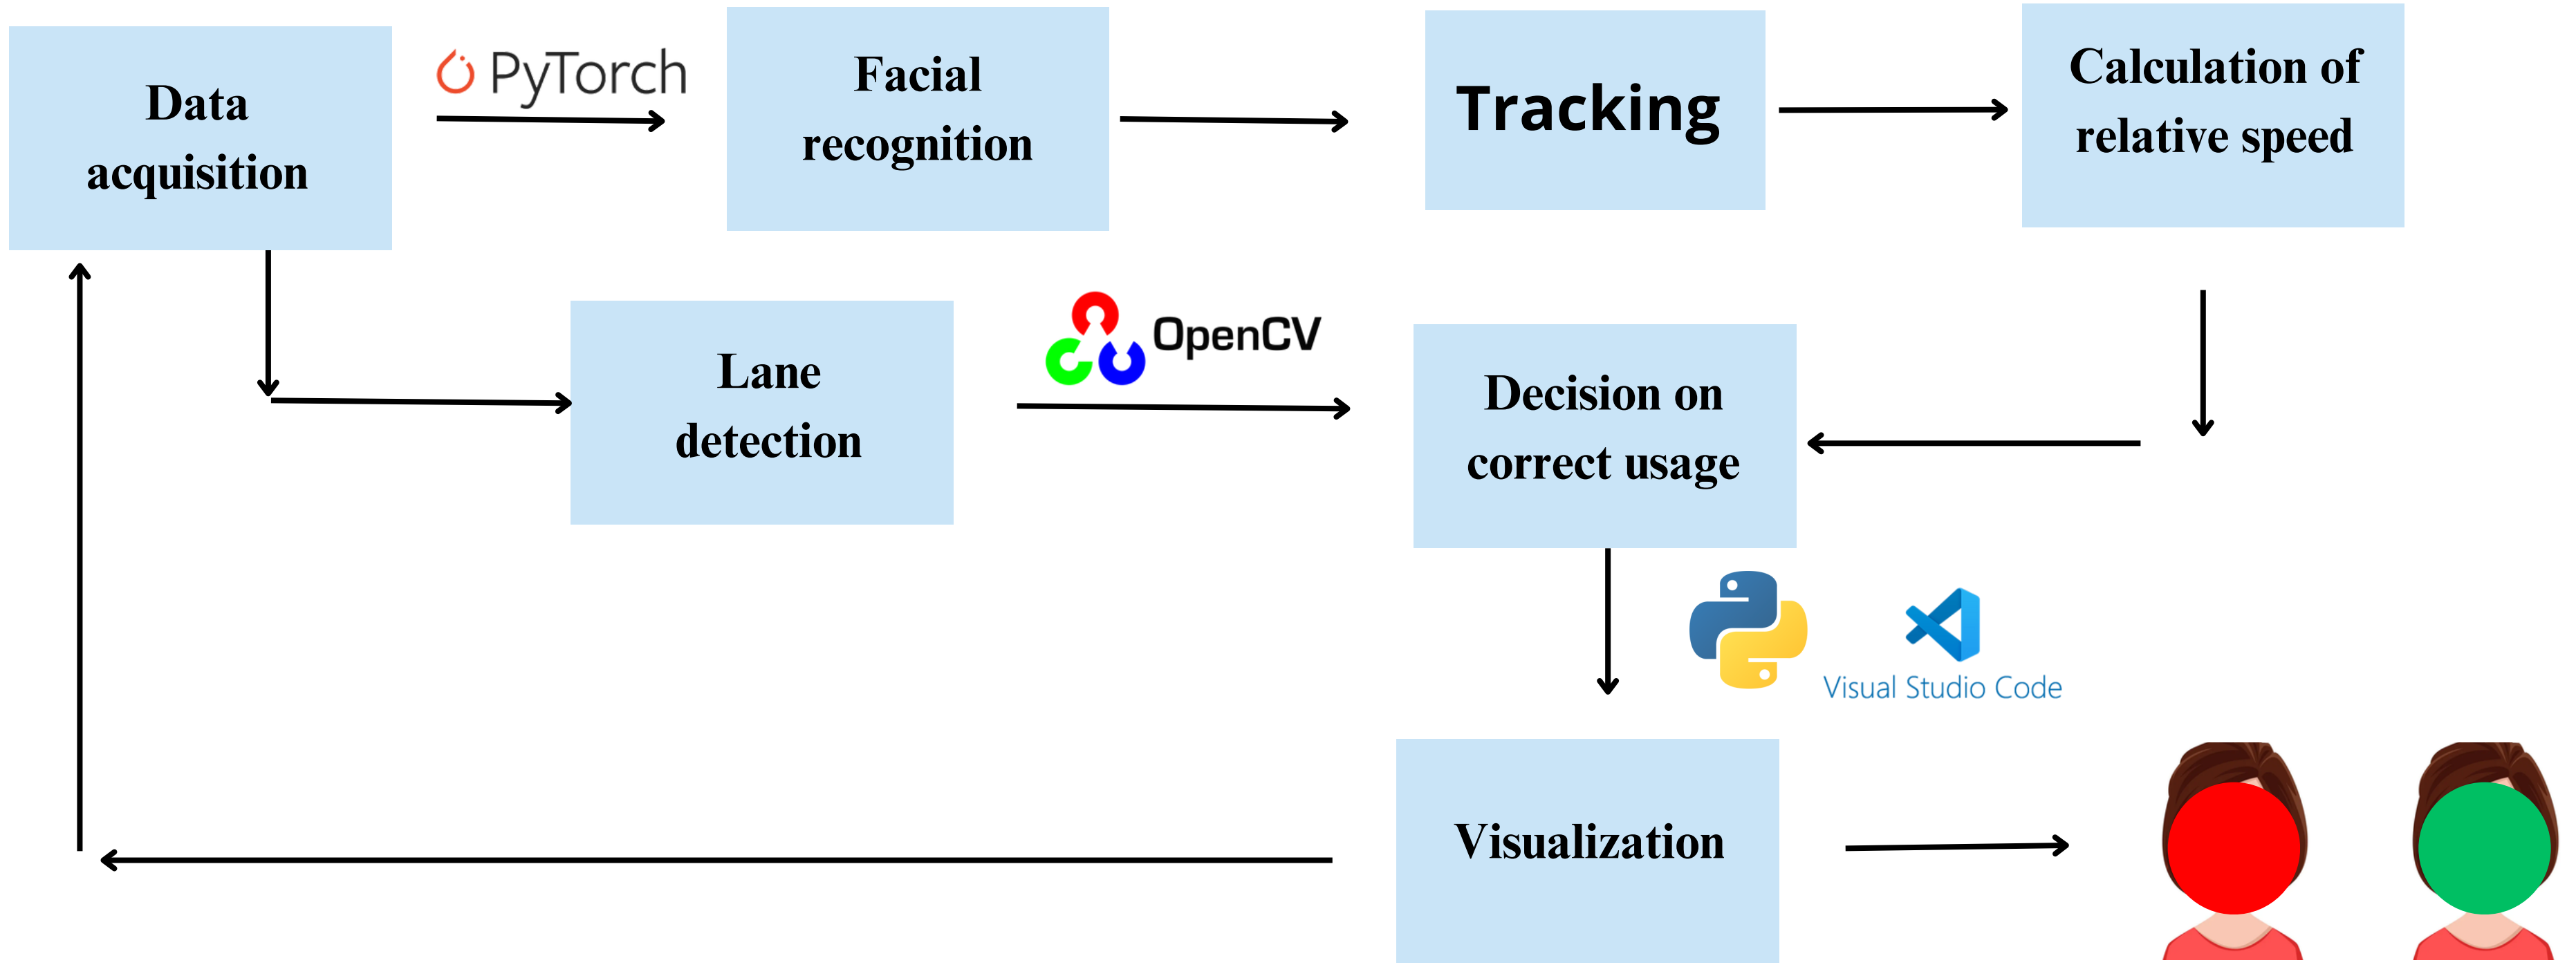 Data
acquisition
PyTorch
Facial
recognition
Tracking
Calculation of
relative speed
Lane
detection
OpenCV
Decision on
correct usage
Visual Studio Code
Visualization